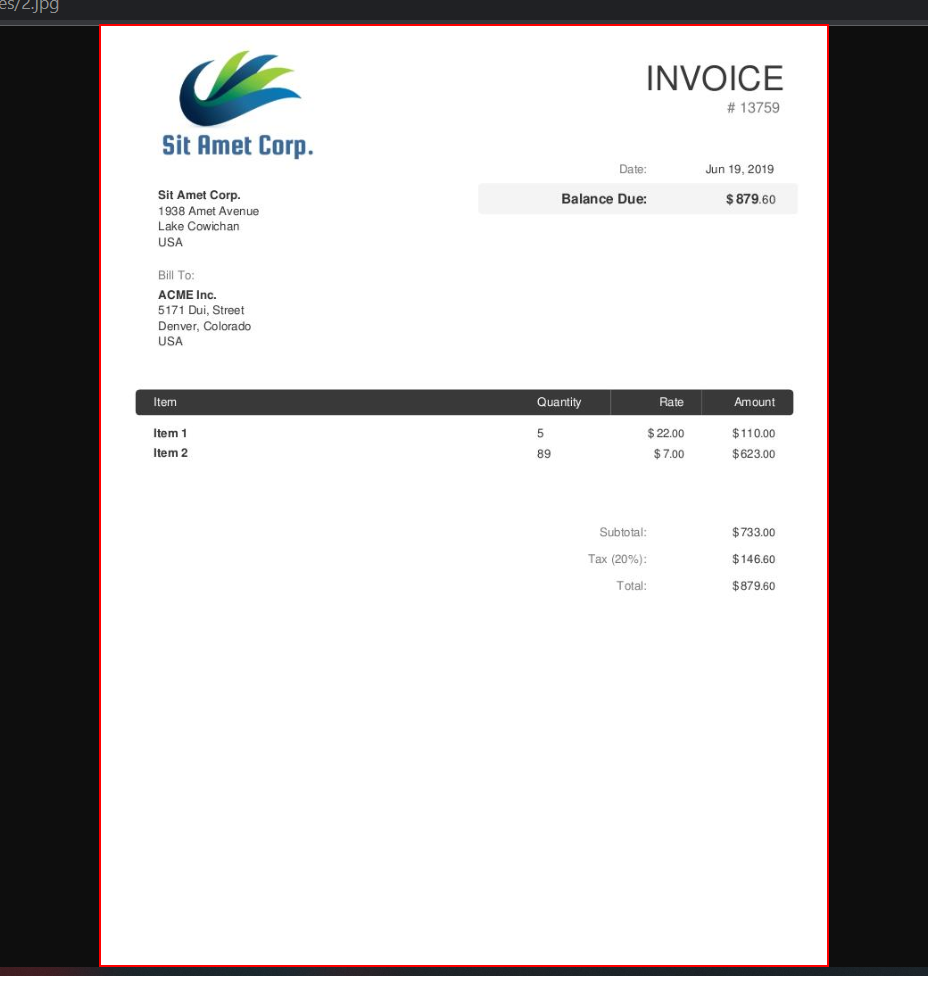 es/2.jpg
Sit Amet Corp.
INVOICE
# 13759
Date: Jun 19, 2019
Balance Due: $879.60
Sit Amet Corp.
1938 Amet Avenue
Lake Cowichan
USA
Bill To:
ACME Inc.
5171 Dui, Street
Denver, Colorado
USA
Item Quantity Rate Amount
Item 1 5 $22.00 $110.00
Item 2 89 $7.00 $623.00
Subtotal: $733.00
Tax (20%): $146.60
Total: $879.60